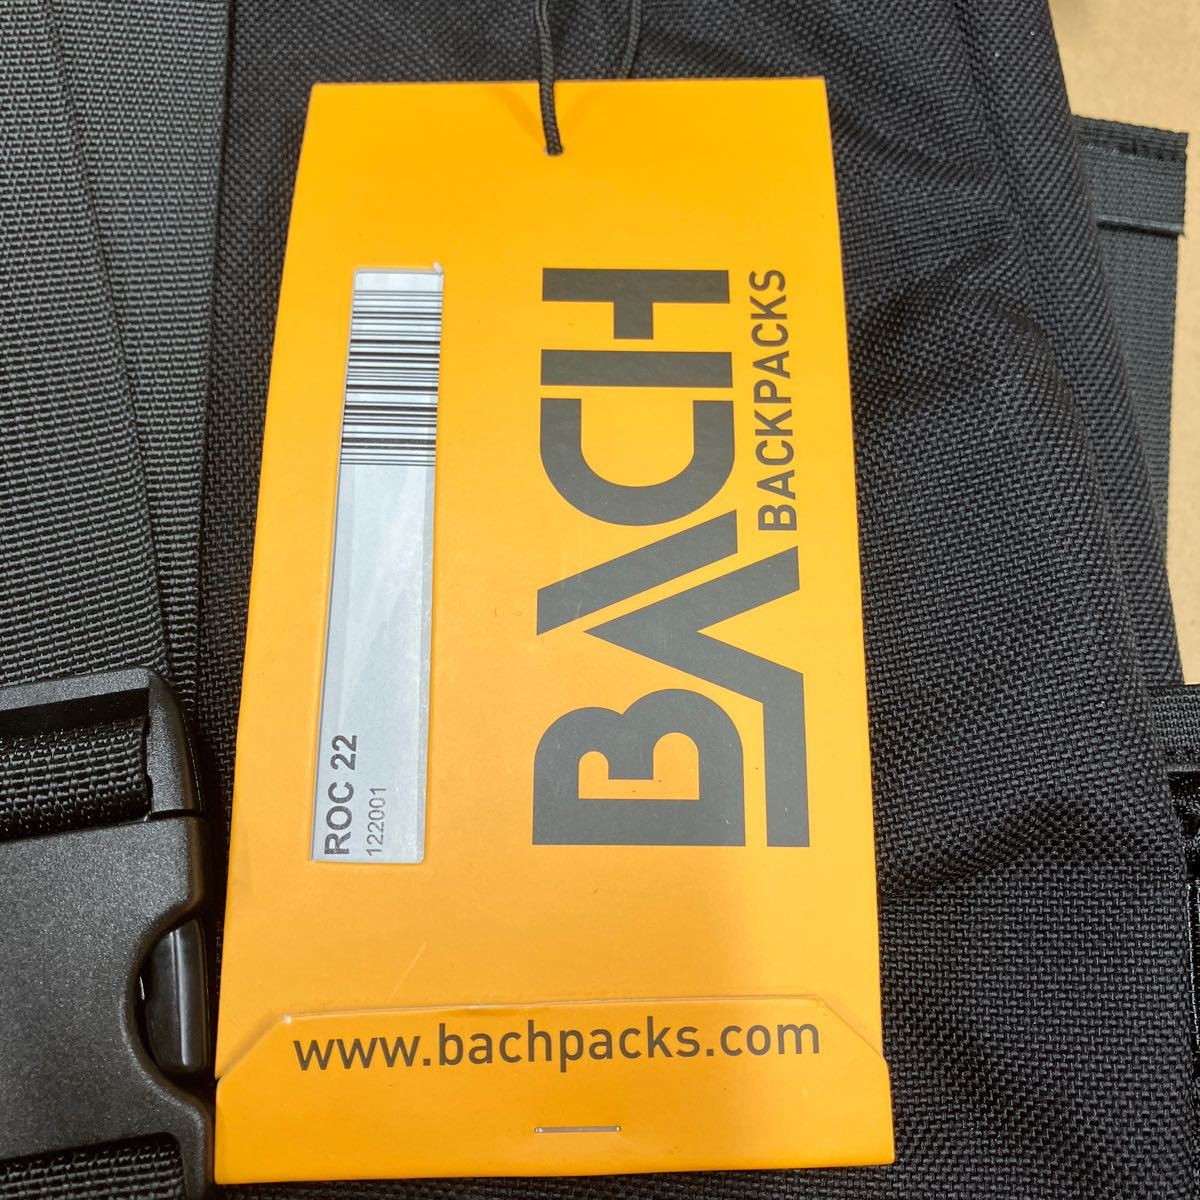 BACH
BACKPACKS
ROC 22
122001
www.bachpacks.com